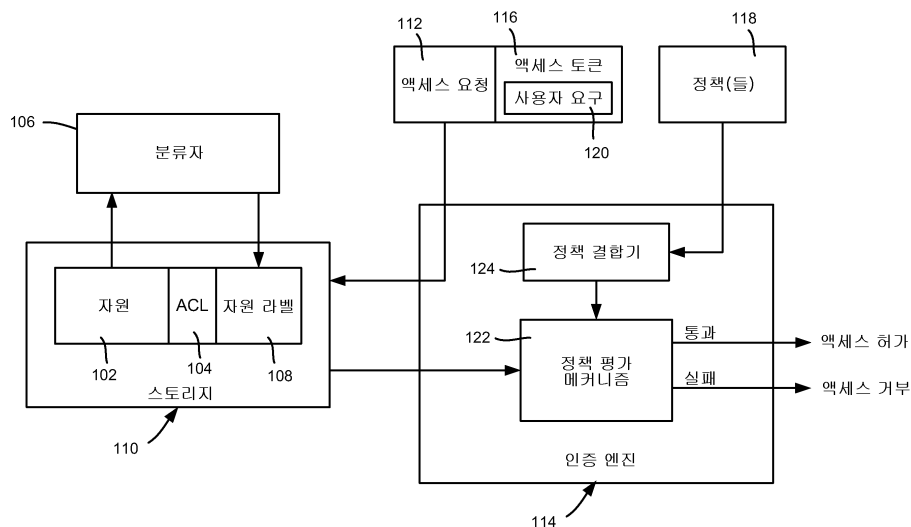 112
116
118
액세스 요청
액세스 토큰
사용자 요구
120
정책(들)
106
분류자
정책 결합기
124
자원
ACL
자원 라벨
102
104
108
스토리지
110
122
정책 평가
메커니즘
통과
액세스 허가
실패
액세스 거부
인증 엔진
114